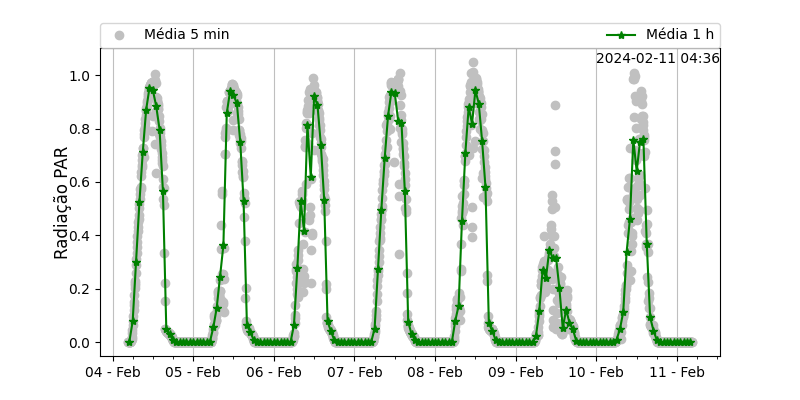 Média 5 min
Média 1 h
2024-02-11 04:36
Radiação PAR
1.0
0.8
0.6
0.4
0.2
0.0
04 - Feb
05 - Feb
06 - Feb
07 - Feb
08 - Feb
09 - Feb
10 - Feb
11 - Feb